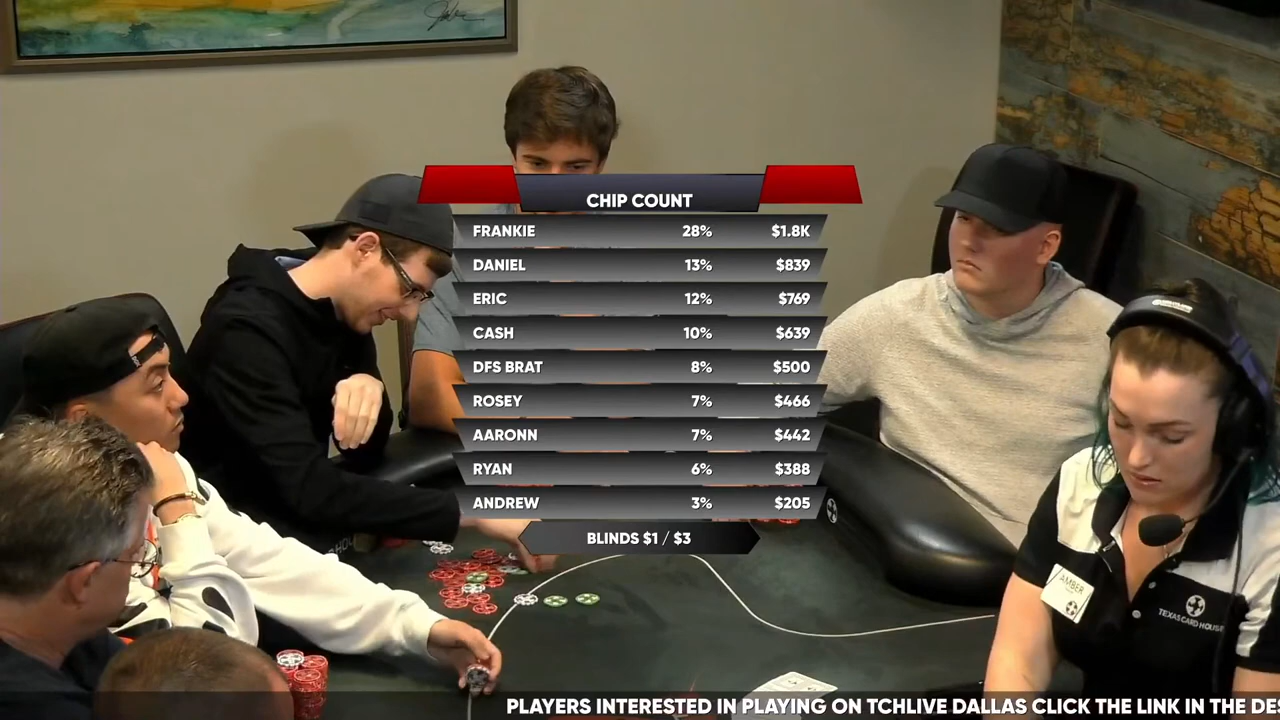 CHIP COUNT
FRANKIE 28% $1.8K
DANIEL 13% $839
ERIC 12% $769
CASH 10% $639
DFS BRAT 8% $500
ROSEY 7% $466
AARONN 7% $442
RYAN 6% $388
ANDREW 3% $205
BLINDS $1 / $3
AMBER
TEXAS CARD HOUSE
PLAYERS INTERESTED IN PLAYING ON TCHLIVE DALLAS CLICK THE LINK IN THE DES